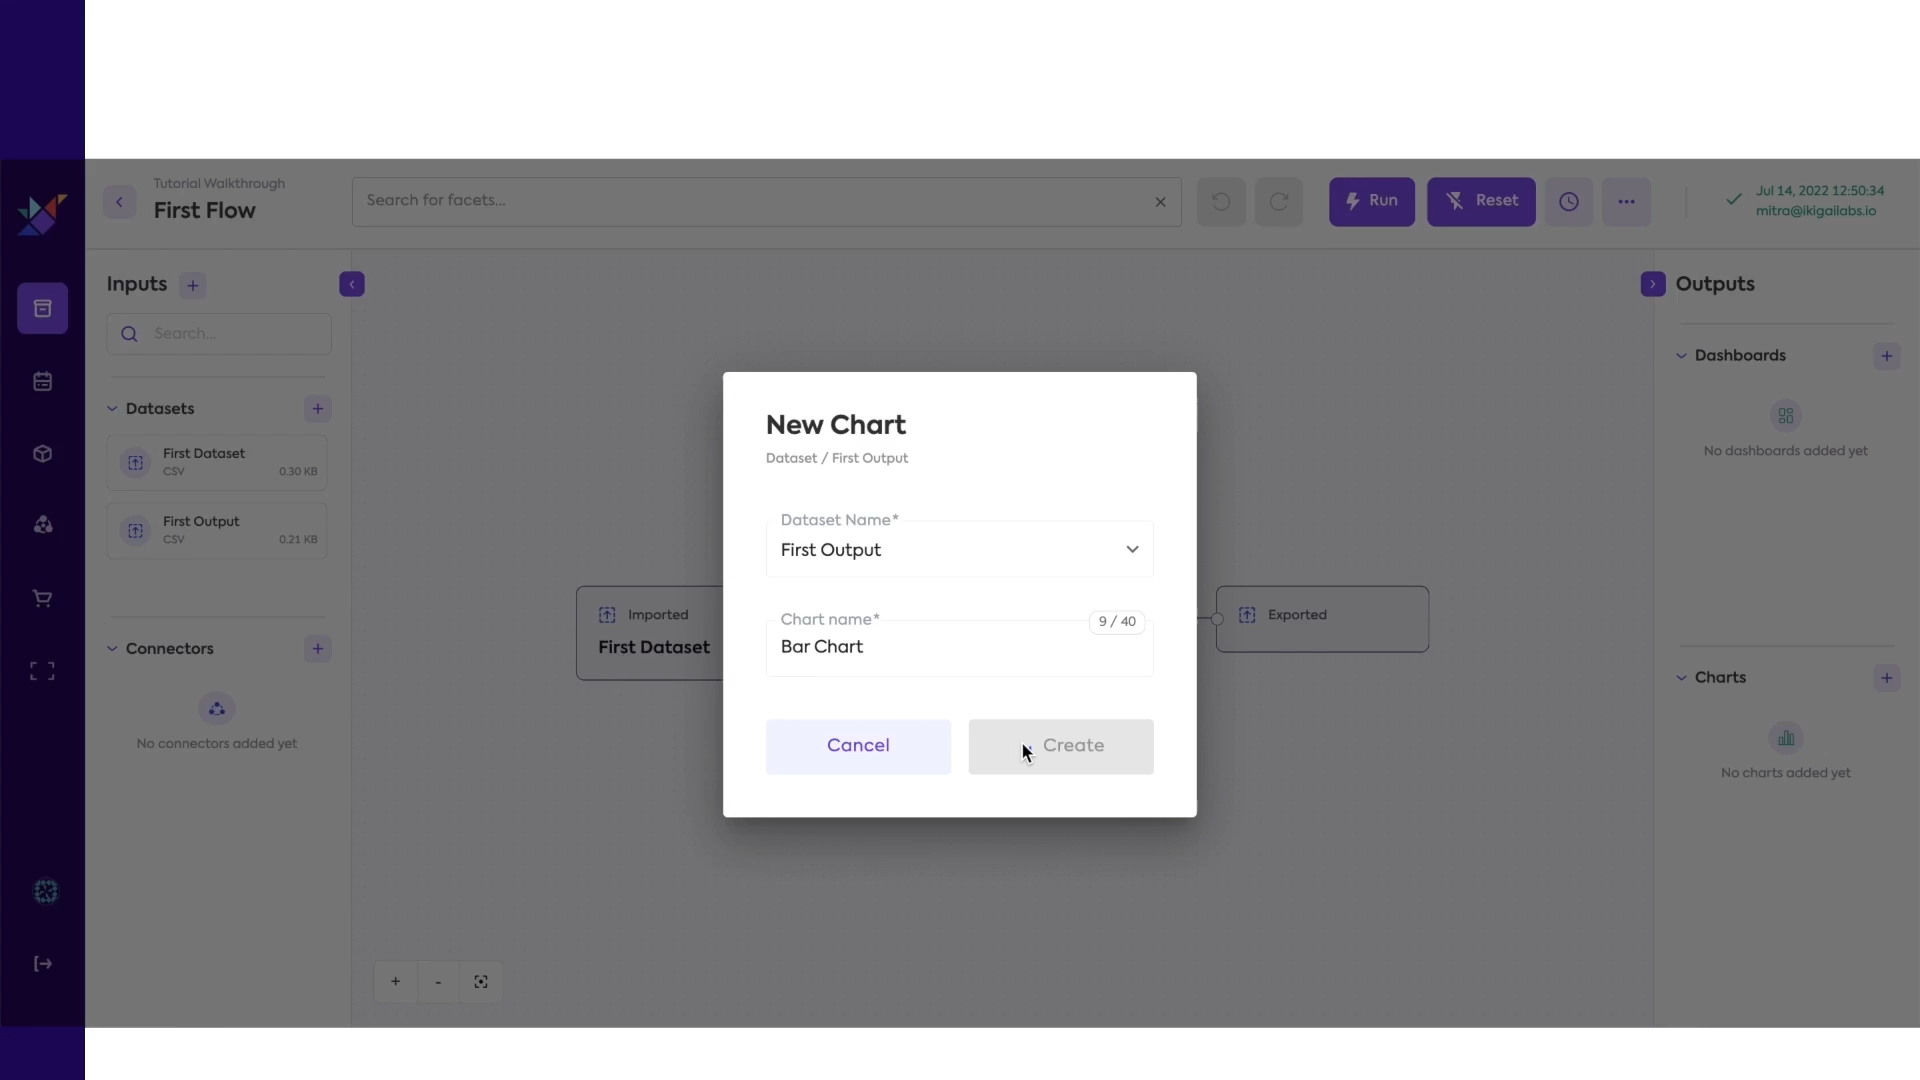 Tutorial Walkthrough
First Flow
Search for facets...
Run
Reset
Jul 14, 2022 12:50:34
mitra@ikigailabs.io
Inputs
Search...
Datasets
First Dataset
CSV
0.30 KB
First Output
CSV
0.21 KB
Connectors
No connectors added yet
Imported
First Dataset
New Chart
Dataset / First Output
Dataset Name*
First Output
Chart name*
9 / 40
Bar Chart
Cancel
Create
Exported
Outputs
Dashboards
No dashboards added yet
Charts
No charts added yet